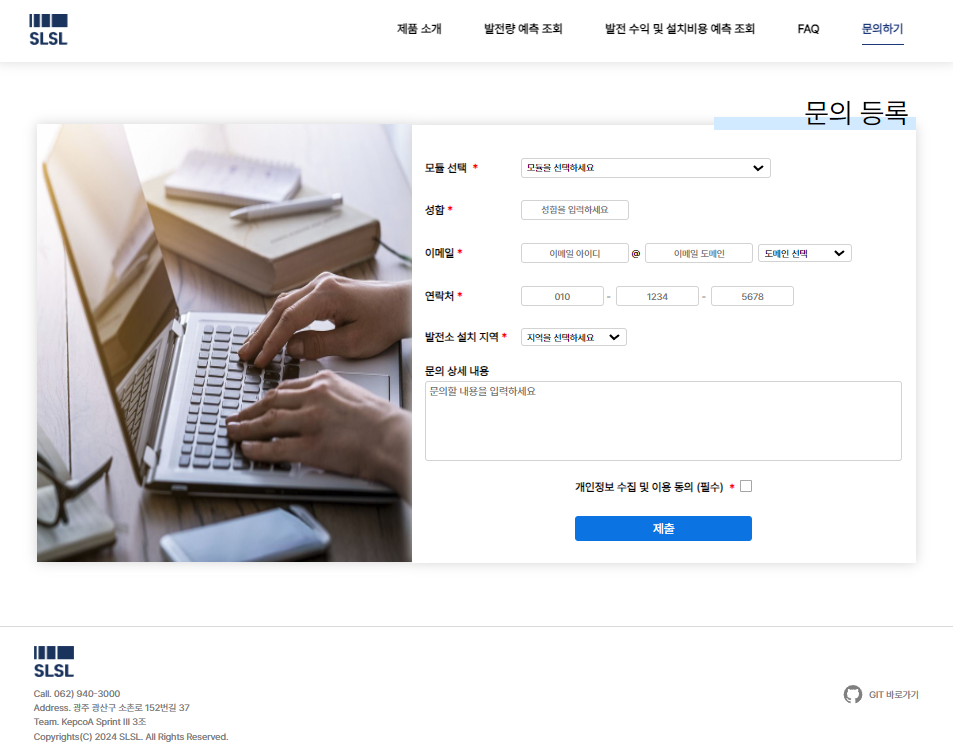 SLSL
제품 소개 발전량 예측 조회 발전 수익 및 설치비용 예측 조회 FAQ 문의하기
문의 등록
모듈 선택 * 모듈을 선택하세요
성함 * 성함을 입력하세요
이메일 * 이메일 아이디 @ 이메일 도메인 도메인 선택
연락처 * 010 - 1234 - 5678
발전소 설치 지역 * 지역을 선택하세요
문의 상세 내용
문의할 내용을 입력하세요
개인정보 수집 및 이용 동의 (필수) *
제출
SLSL
Call. 062) 940-3000
Address. 광주 광산구 소촌로 152번길 37
Team. KepcoA Sprint III 3조
Copyrights(C) 2024 SLSL. All Rights Reserved.
GIT 바로가기